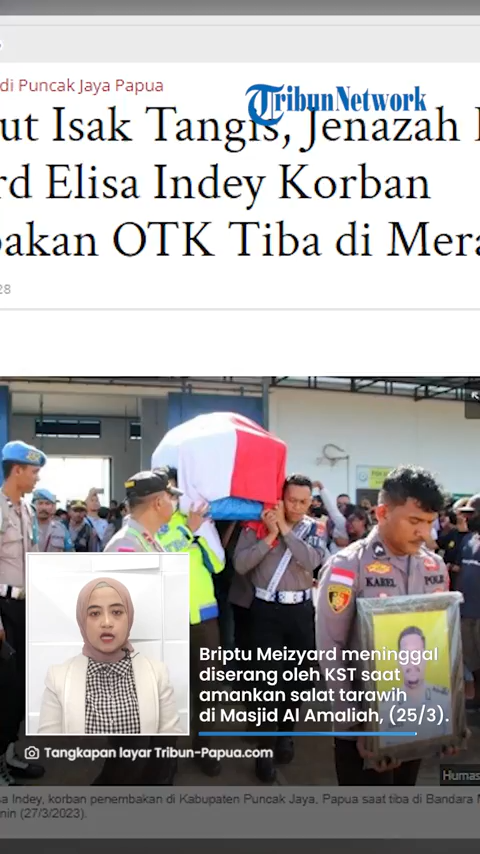 di Puncak Jaya Papua
TribunNetwork
ut Isak Tangis, Jenazah
rd Elisa Indey Korban
bakan OTK Tiba di Mera
28
KAREL
POLRI
Briptu Meizyard meninggal
diserang oleh KST saat
amankan salat tarawih
di Masjid Al Amaliah, (25/3).
Tangkapan layar Tribun-Papua.com
Humas
sa Indey, korban penembakan di Kabupaten Puncak Jaya, Papua saat tiba di Bandara M
nin (27/3/2023).